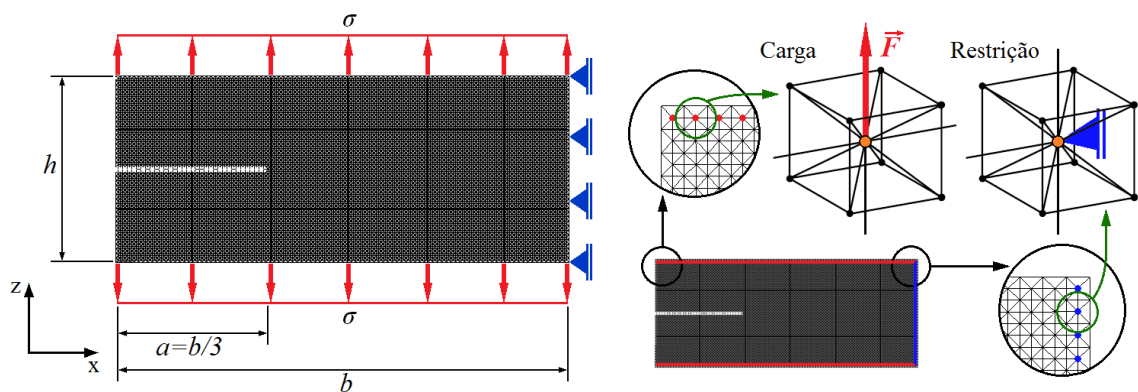 σ
h
z
x
σ
a=b/3
b
Carga
F
Restrição